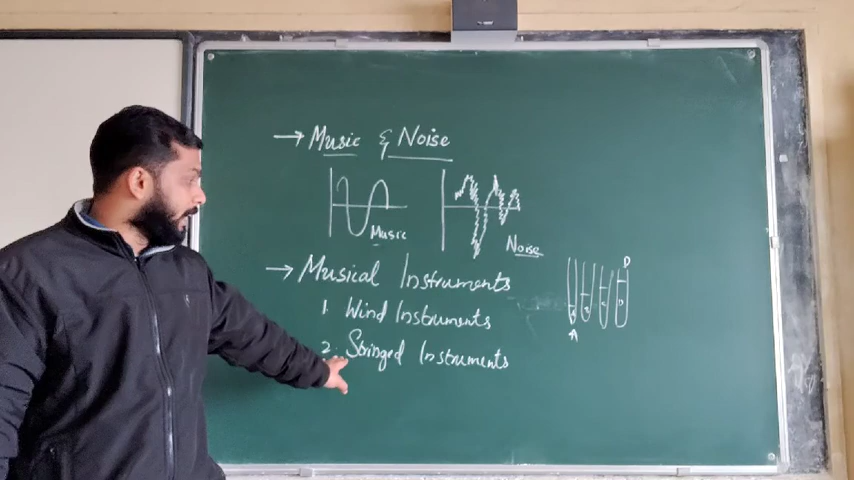 → Music & Noise
Music
Noise
→ Musical Instruments
1. Wind Instruments
2. Stringed Instruments
D
A